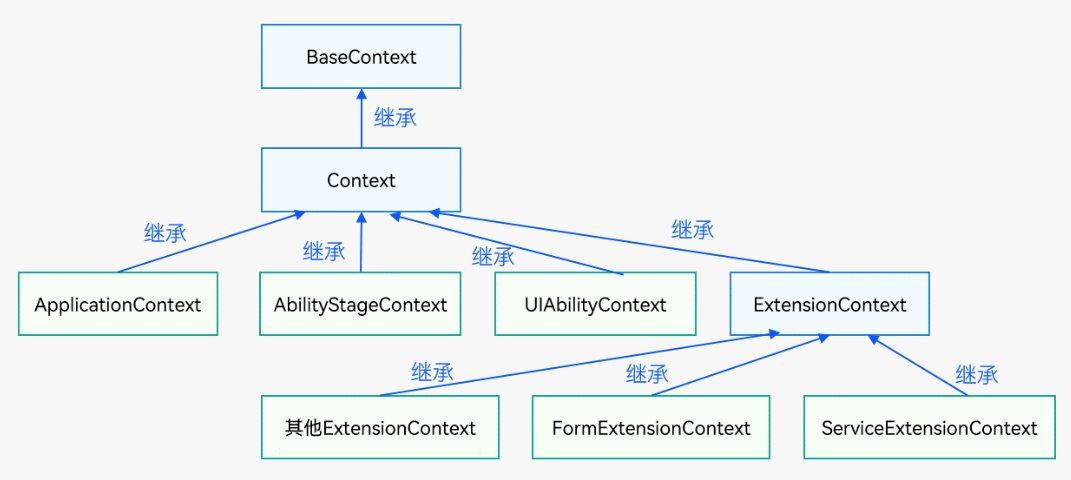 BaseContext
继承
Context
继承
继承
继承
继承
ApplicationContext
AbilityStageContext
UIAbilityContext
ExtensionContext
继承
继承
继承
其他ExtensionContext
FormExtensionContext
ServiceExtensionContext